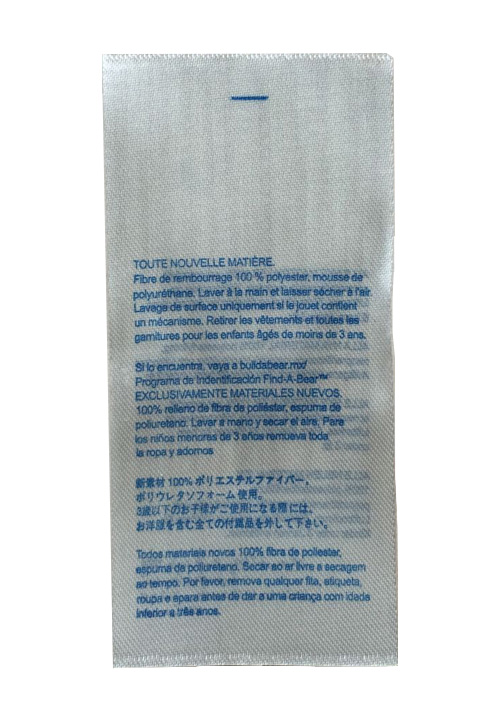 TOUTE NOUVELLE MATIÈRE.
Fibre de rembourrage 100 % polyester, mousse de
polyuréthane. Laver à la main et laisser sécher à l'air.
Lavage de surface uniquement si le jouet contient
un mécanisme. Retirer les vêtements et toutes les
garnitures pour les enfants âgés de moins de 3 ans.
Si lo encuentra, vaya a buildabear.mx/
Programa de Indentificación Find-A-Bear™
EXCLUSIVAMENTE MATERIALES NUEVOS.
100% relleno de fibra de poliéster, espuma de
poliuretano. Lavar a mano y secar el aire. Para
los niños menores de 3 años remueva toda
la ropa y adornos
新素材 100% ポリエステルファイバー,
ポリウレタソフォーム 使用。
3歳以下のお子様がご使用になる際には、
お洋服を含む全ての付属品を外して下さい。
Todos materiais novos 100% fibra de poliester,
espuma de poliuretano. Secar ao ar livre a secagem
ao tempo. Por favor, remova qualquer fita, etiqueta,
roupa e apara antes de dar a uma criança com idade
inferior a três anos.